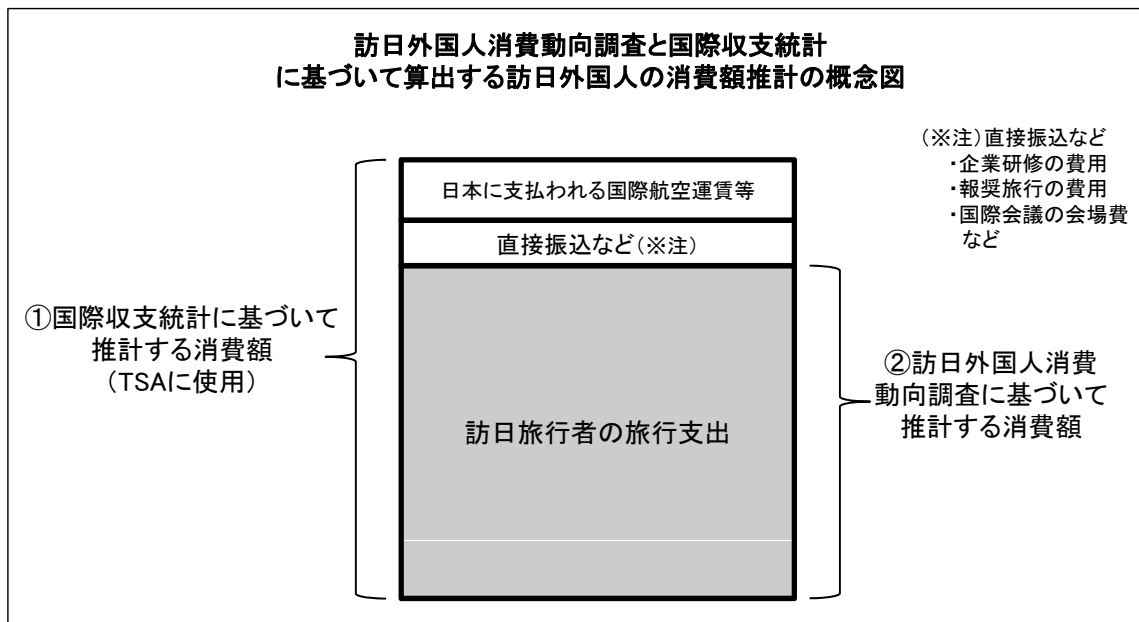 訪日外国人消費動向調査と国際収支統計
に基づいて算出する訪日外国人の消費額推計の概念図
（※注）直接振込など
・企業研修の費用
・報奨旅行の費用
・国際会議の会場費
など
日本に支払われる国際航空運賃等
直接振込など（※注）
①国際収支統計に基づいて
推計する消費額
（TSAに使用）
訪日旅行者の旅行支出
②訪日外国人消費
動向調査に基づいて
推計する消費額